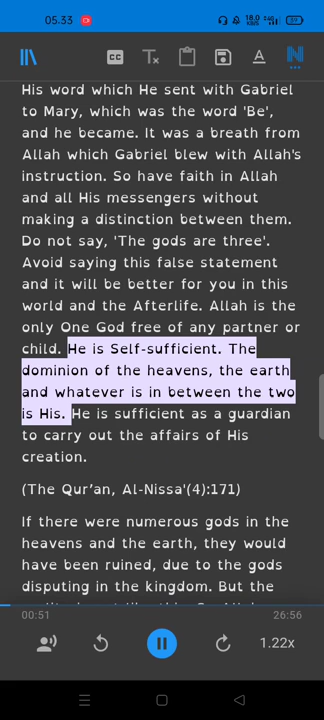 05.33
18.0 KB/S
CC
T
A
N
His word which He sent with Gabriel
to Mary, which was the word 'Be',
and he became. It was a breath from
Allah which Gabriel blew with Allah's
instruction. So have faith in Allah
and all His messengers without
making a distinction between them.
Do not say, 'The gods are three'.
Avoid saying this false statement
and it will be better for you in this
world and the Afterlife. Allah is the
only One God free of any partner or
child. He is Self-sufficient. The
dominion of the heavens, the earth
and whatever is in between the two
is His. He is sufficient as a guardian
to carry out the affairs of His
creation.
(The Qur’an, Al-Nissa'(4):171)
If there were numerous gods in the
heavens and the earth, they would
have been ruined, due to the gods
disputing in the kingdom. But the
00:51
26:56
1.22x